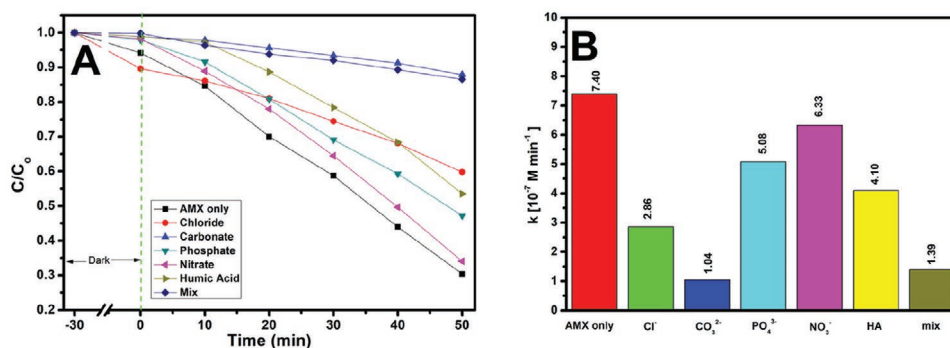 A
C/C₀
1.0
0.9
0.8
0.7
0.6
0.5
0.4
0.3
0.2
Dark
AMX only
Chloride
Carbonate
Phosphate
Nitrate
Humic Acid
Mix
-30
0
10
20
30
40
50
Time (min)
B
k [10⁻⁷ M min⁻¹]
10
9
8
7
6
5
4
3
2
1
0
7.40
2.86
1.04
5.08
6.33
4.10
1.39
AMX only
Cl⁻
CO₃²⁻
PO₄³⁻
NO₃⁻
HA
mix